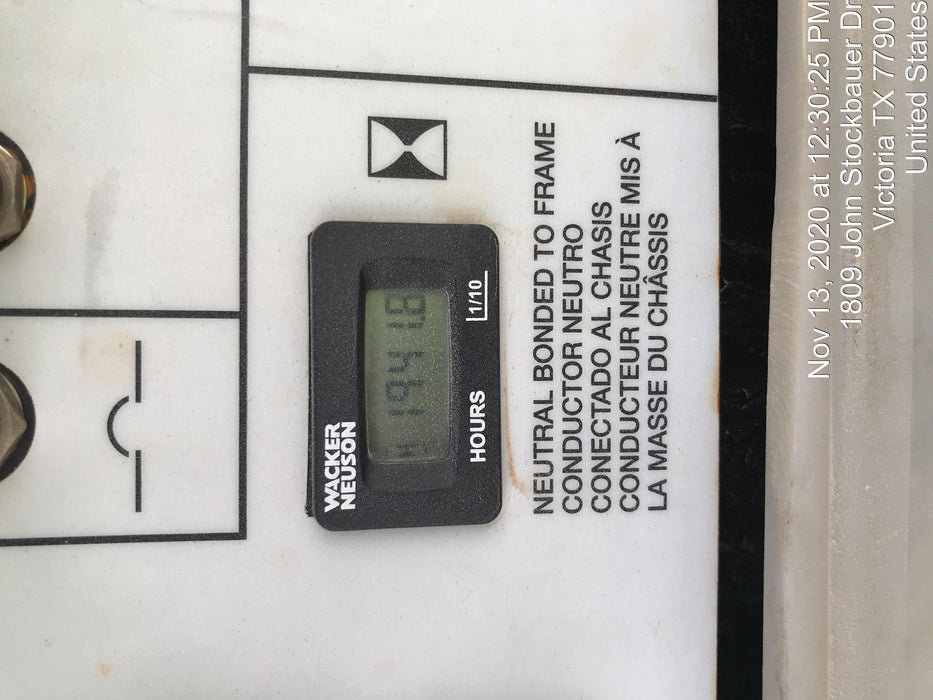 Nov 13, 2020 at 12:30:25 PM
1809 John Stockbauer Dr
Victoria TX 77901
United States
WACKER
NEUSON
HOURS 1/10
NEUTRAL BONDED TO FRAME
CONDUCTOR NEUTRO
CONECTADO AL CHASIS
CONDUCTEUR NEUTRE MIS À
LA MASSE DU CHÂSSIS